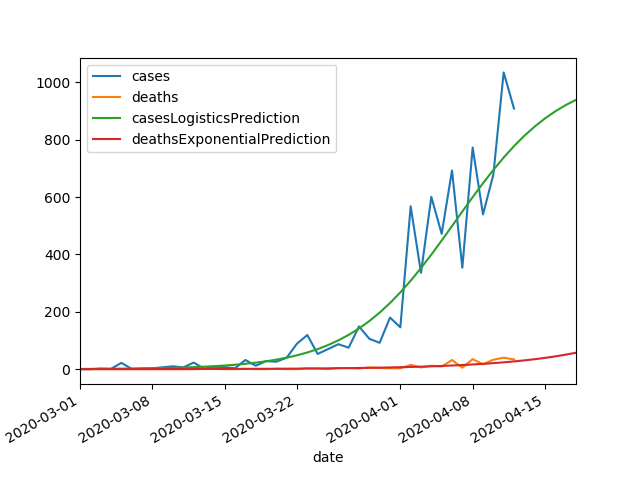 cases
deaths
casesLogisticsPrediction
deathsExponentialPrediction
1000
800
600
400
200
0
2020-03-01
2020-03-08
2020-03-15
2020-03-22
2020-04-01
2020-04-08
2020-04-15
date